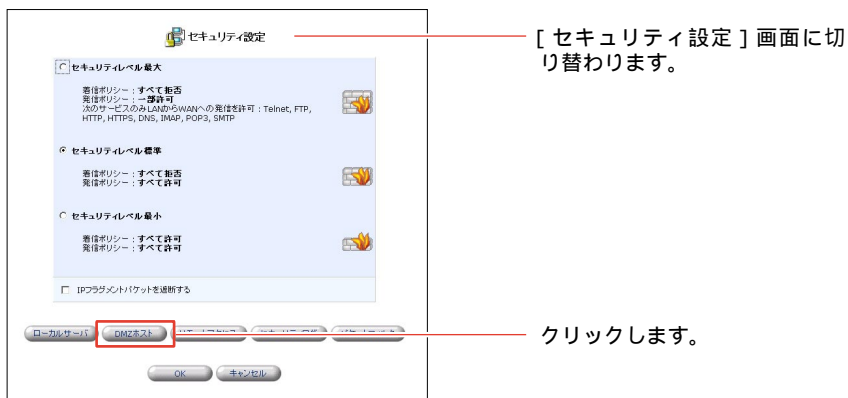 セキュリティ設定
[ セキュリティ設定 ] 画面に切
り替わります。
セキュリティレベル最大
着信ポリシー : すべて拒否
発信ポリシー : 一部許可
次のサービスのみLANからWANへの発信を許可 : Telnet, FTP,
HTTP, HTTPS, DNS, IMAP, POP3, SMTP
セキュリティレベル標準
着信ポリシー : すべて拒否
発信ポリシー : すべて許可
セキュリティレベル最小
着信ポリシー : すべて許可
発信ポリシー : すべて許可
IPフラグメントパケットを遮断する
ローカルサーバ
DMZホスト
クリックします。
OK
キャンセル